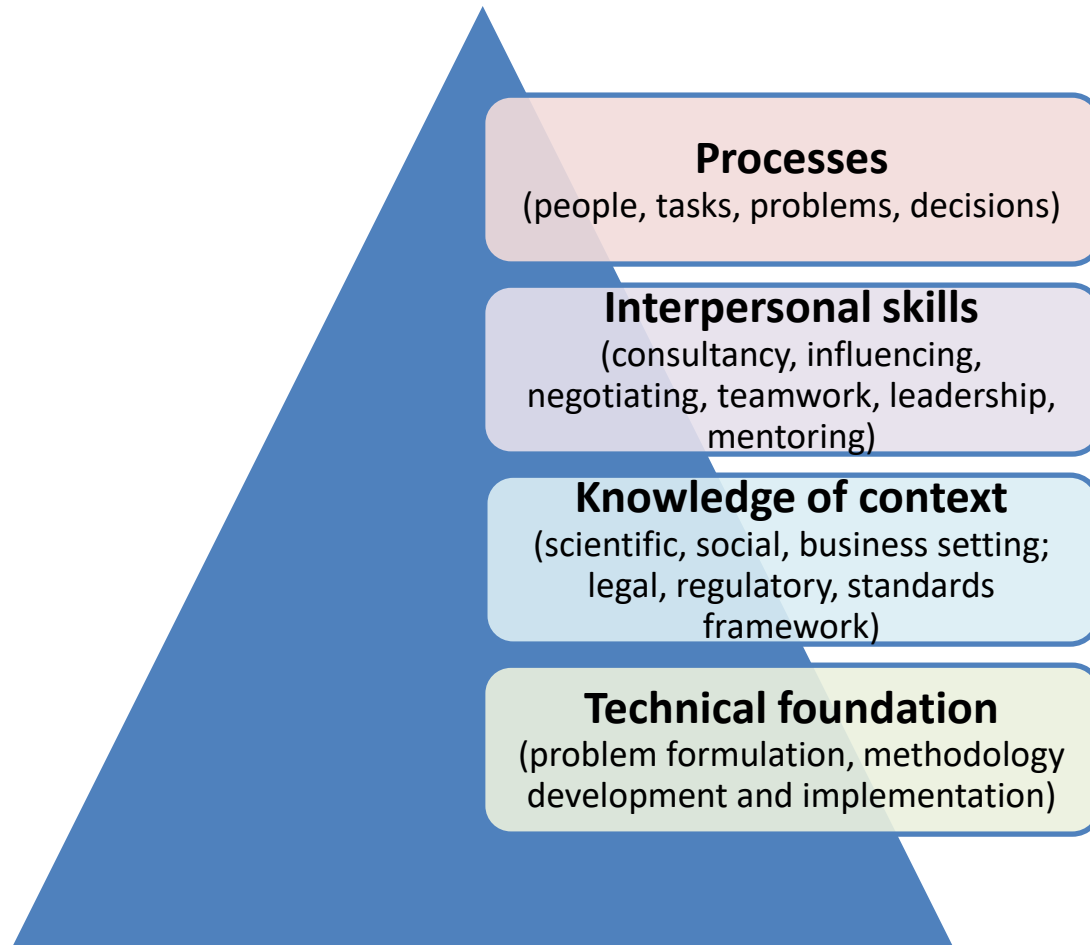 Processes
(people, tasks, problems, decisions)
Interpersonal skills
(consultancy, influencing,
negotiating, teamwork, leadership,
mentoring)
Knowledge of context
(scientific, social, business setting;
legal, regulatory, standards
framework)
Technical foundation
(problem formulation, methodology
development and implementation)